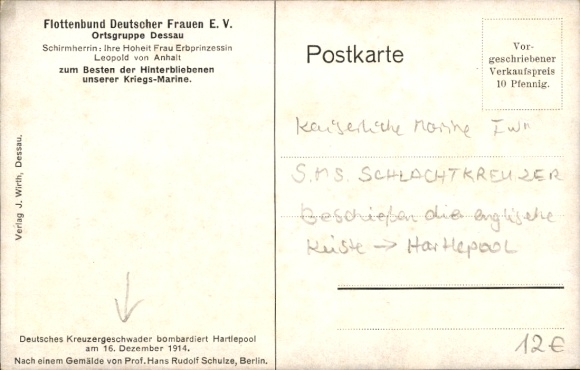 Flottenbund Deutscher Frauen E. V.
Ortsgruppe Dessau
Schirmherrin: Ihre Hoheit Frau Erbprinzessin
Leopold von Anhalt
zum Besten der Hinterbliebenen
unserer Kriegs-Marine.
Verlag J. Wirth, Dessau.
Deutsches Kreuzergeschwader bombardiert Hartlepool
am 16. Dezember 1914.
Nach einem Gemälde von Prof. Hans Rudolf Schulze, Berlin.
Postkarte
Vor-
geschriebener
Verkaufspreis
10 Pfennig.
Kaiserliche Marine I WK
S.M.S. SCHLACHTKREUZER
Beschießen die englische
Küste → Hartlepool
12 €